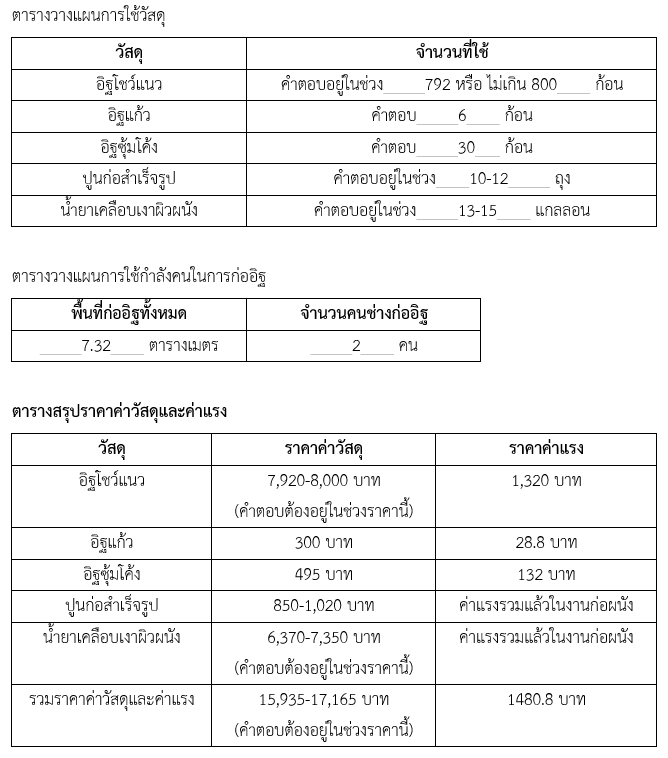 ตารางวางแผนการใช้วัสดุ
วัสดุ จำนวนที่ใช้
อิฐโชว์แนว คำตอบอยู่ในช่วง_____792 หรือ ไม่เกิน 800____ ก้อน
อิฐแก้ว คำตอบ_____6____ ก้อน
อิฐซุ้มโค้ง คำตอบ_____30___ ก้อน
ปูนก่อสำเร็จรูป คำตอบอยู่ในช่วง____10-12_____ ถุง
น้ำยาเคลือบเงาผิวผนัง คำตอบอยู่ในช่วง_____13-15____ แกลลอน
ตารางวางแผนการใช้กำลังคนในการก่ออิฐ
พื้นที่ก่ออิฐทั้งหมด จำนวนคนช่างก่ออิฐ
_____7.32____ ตารางเมตร _____2____ คน
ตารางสรุปราคาค่าวัสดุและค่าแรง
วัสดุ ราคาค่าวัสดุ ราคาค่าแรง
อิฐโชว์แนว 7,920-8,000 บาท 1,320 บาท
(คำตอบต้องอยู่ในช่วงราคานี้)
อิฐแก้ว 300 บาท 28.8 บาท
อิฐซุ้มโค้ง 495 บาท 132 บาท
ปูนก่อสำเร็จรูป 850-1,020 บาท ค่าแรงรวมแล้วในงานก่อผนัง
น้ำยาเคลือบเงาผิวผนัง 6,370-7,350 บาท ค่าแรงรวมแล้วในงานก่อผนัง
(คำตอบต้องอยู่ในช่วงราคานี้)
รวมราคาค่าวัสดุและค่าแรง 15,935-17,165 บาท 1480.8 บาท
(คำตอบต้องอยู่ในช่วงราคานี้)